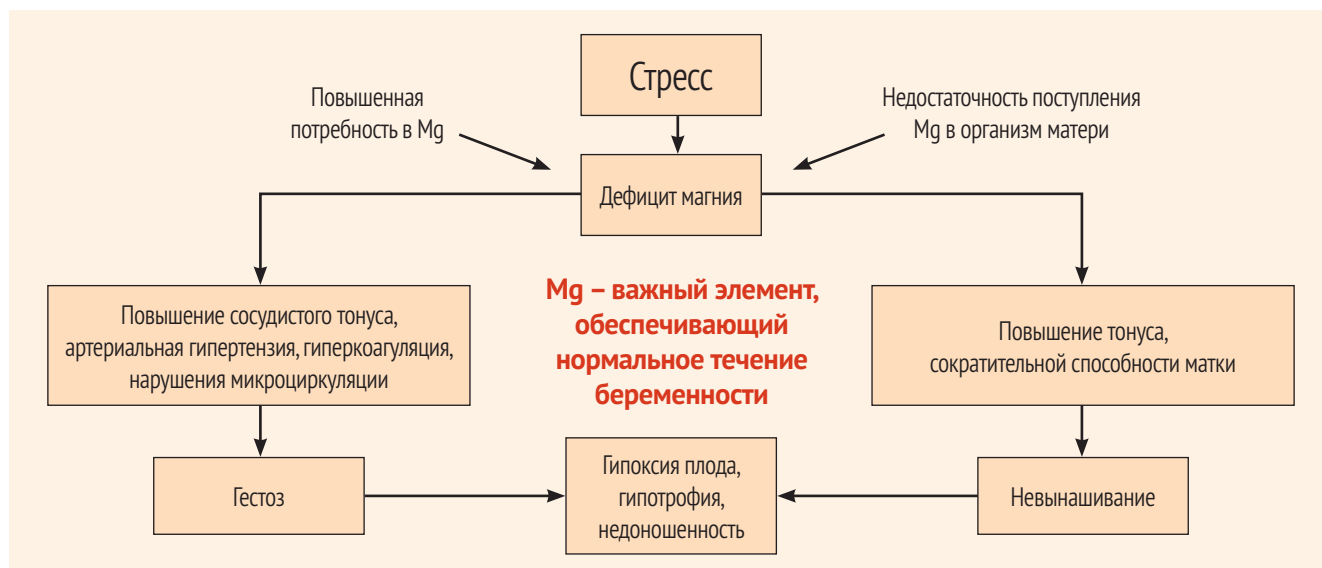 Стресс
Повышенная
потребность в Mg
Недостаточность поступления
Mg в организм матери
Дефицит магния
Повышение сосудистого тонуса,
артериальная гипертензия, гиперкоагуляция,
нарушения микроциркуляции
Mg – важный элемент,
обеспечивающий
нормальное течение
беременности
Повышение тонуса,
сократительной способности матки
Гестоз
Гипоксия плода,
гипотрофия,
недоношенность
Невынашивание